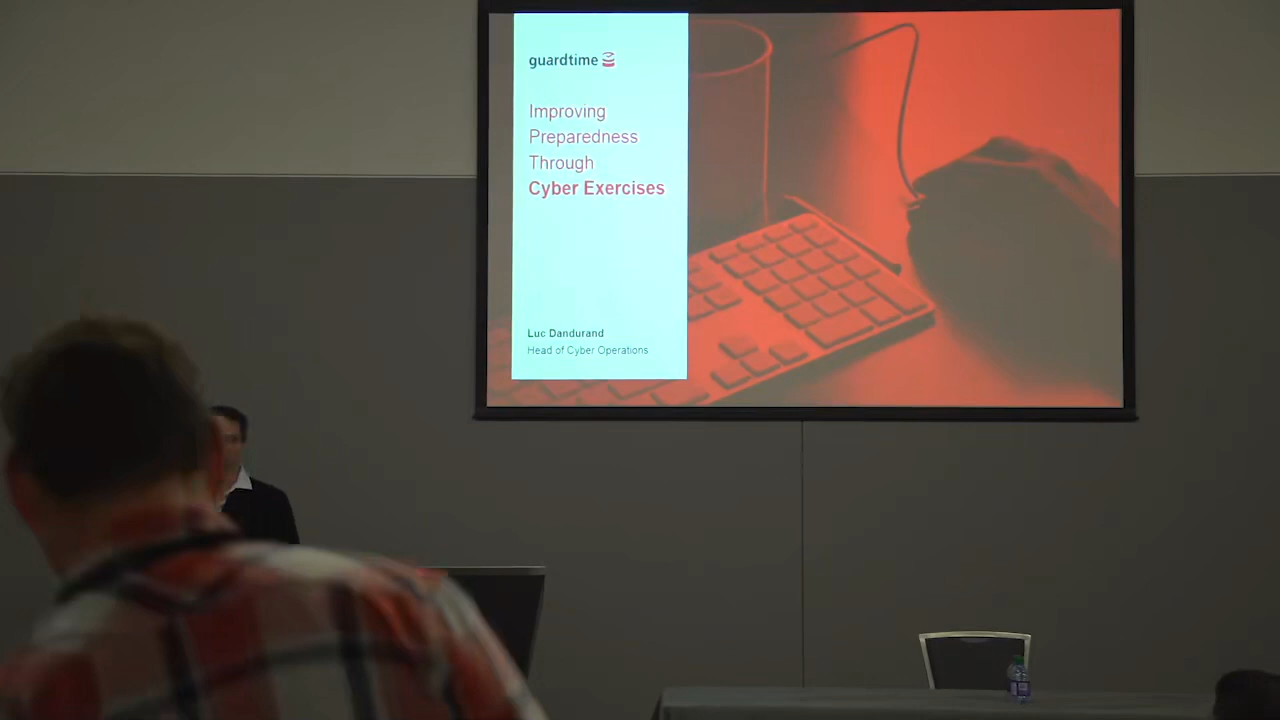 guardtime
Improving
Preparedness
Through
Cyber Exercises
Luc Dandurand
Head of Cyber Operations